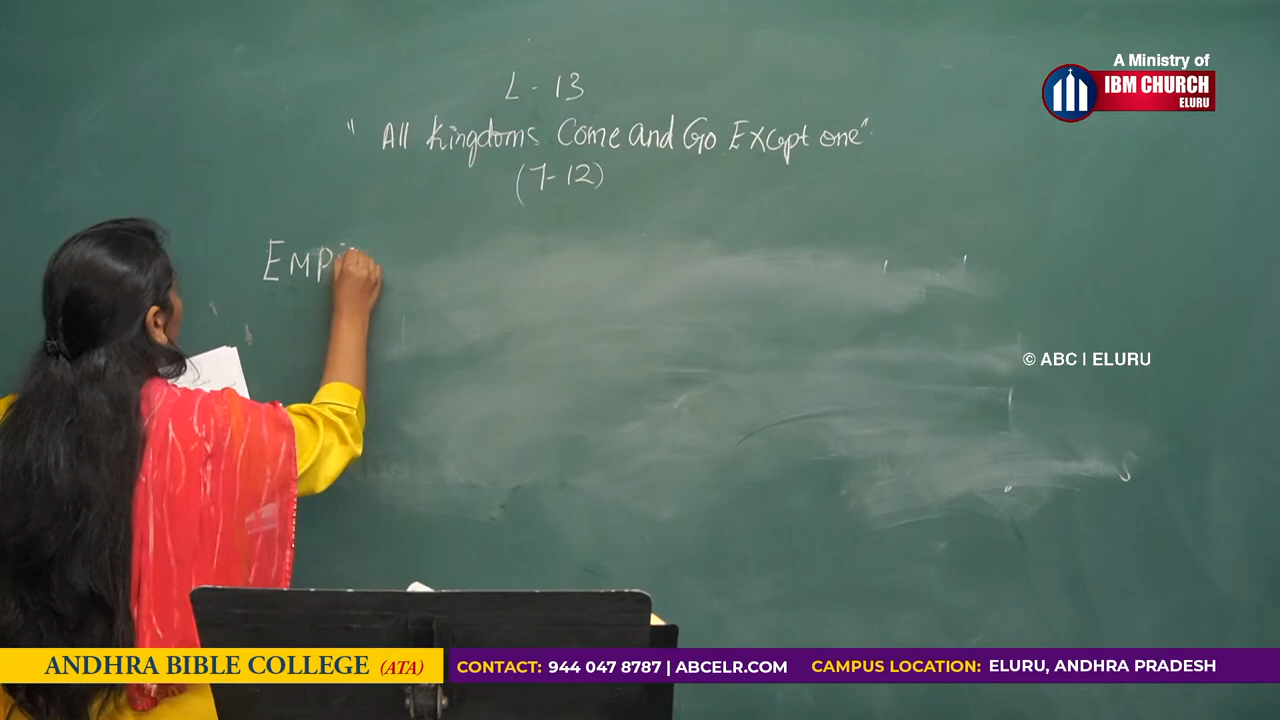 A Ministry of
IBM CHURCH
ELURU
L - 13
" All Kingdoms Come and Go Except one"
(7-12)
EMP
© ABC | ELURU
ANDHRA BIBLE COLLEGE (ATA)
CONTACT: 944 047 8787 | ABCELR.COM
CAMPUS LOCATION: ELURU, ANDHRA PRADESH